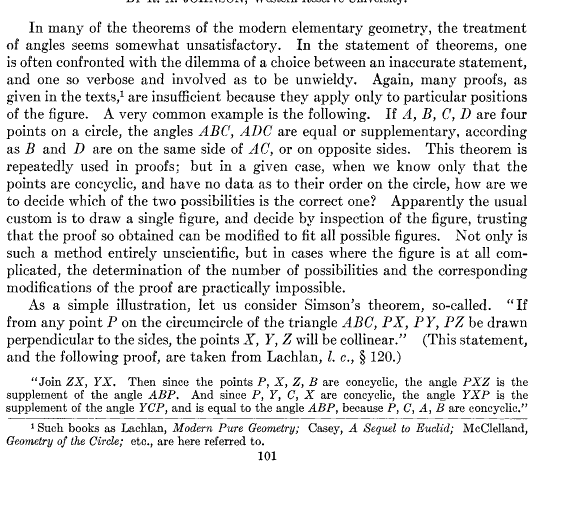 BY R. A. JOHNSON, Western Reserve University.
In many of the theorems of the modern elementary geometry, the treatment
of angles seems somewhat unsatisfactory. In the statement of theorems, one
is often confronted with the dilemma of a choice between an inaccurate statement,
and one so verbose and involved as to be unwieldy. Again, many proofs, as
given in the texts,¹ are insufficient because they apply only to particular positions
of the figure. A very common example is the following. If A, B, C, D are four
points on a circle, the angles ABC, ADC are equal or supplementary, according
as B and D are on the same side of AC, or on opposite sides. This theorem is
repeatedly used in proofs; but in a given case, when we know only that the
points are concyclic, and have no data as to their order on the circle, how are we
to decide which of the two possibilities is the correct one? Apparently the usual
custom is to draw a single figure, and decide by inspection of the figure, trusting
that the proof so obtained can be modified to fit all possible figures. Not only is
such a method entirely unscientific, but in cases where the figure is at all com-
plicated, the determination of the number of possibilities and the corresponding
modifications of the proof are practically impossible.
As a simple illustration, let us consider Simson's theorem, so-called. "If
from any point P on the circumcircle of the triangle ABC, PX, PY, PZ be drawn
perpendicular to the sides, the points X, Y, Z will be collinear." (This statement,
and the following proof, are taken from Lachlan, l. c., § 120.)
"Join ZX, YX. Then since the points P, X, Z, B are concyclic, the angle PXZ is the
supplement of the angle ABP. And since P, Y, C, X are concyclic, the angle YXP is the
supplement of the angle YCP, and is equal to the angle ABP, because P, C, A, B are concyclic."
¹ Such books as Lachlan, Modern Pure Geometry; Casey, A Sequel to Euclid; McClelland,
Geometry of the Circle; etc., are here referred to.
101